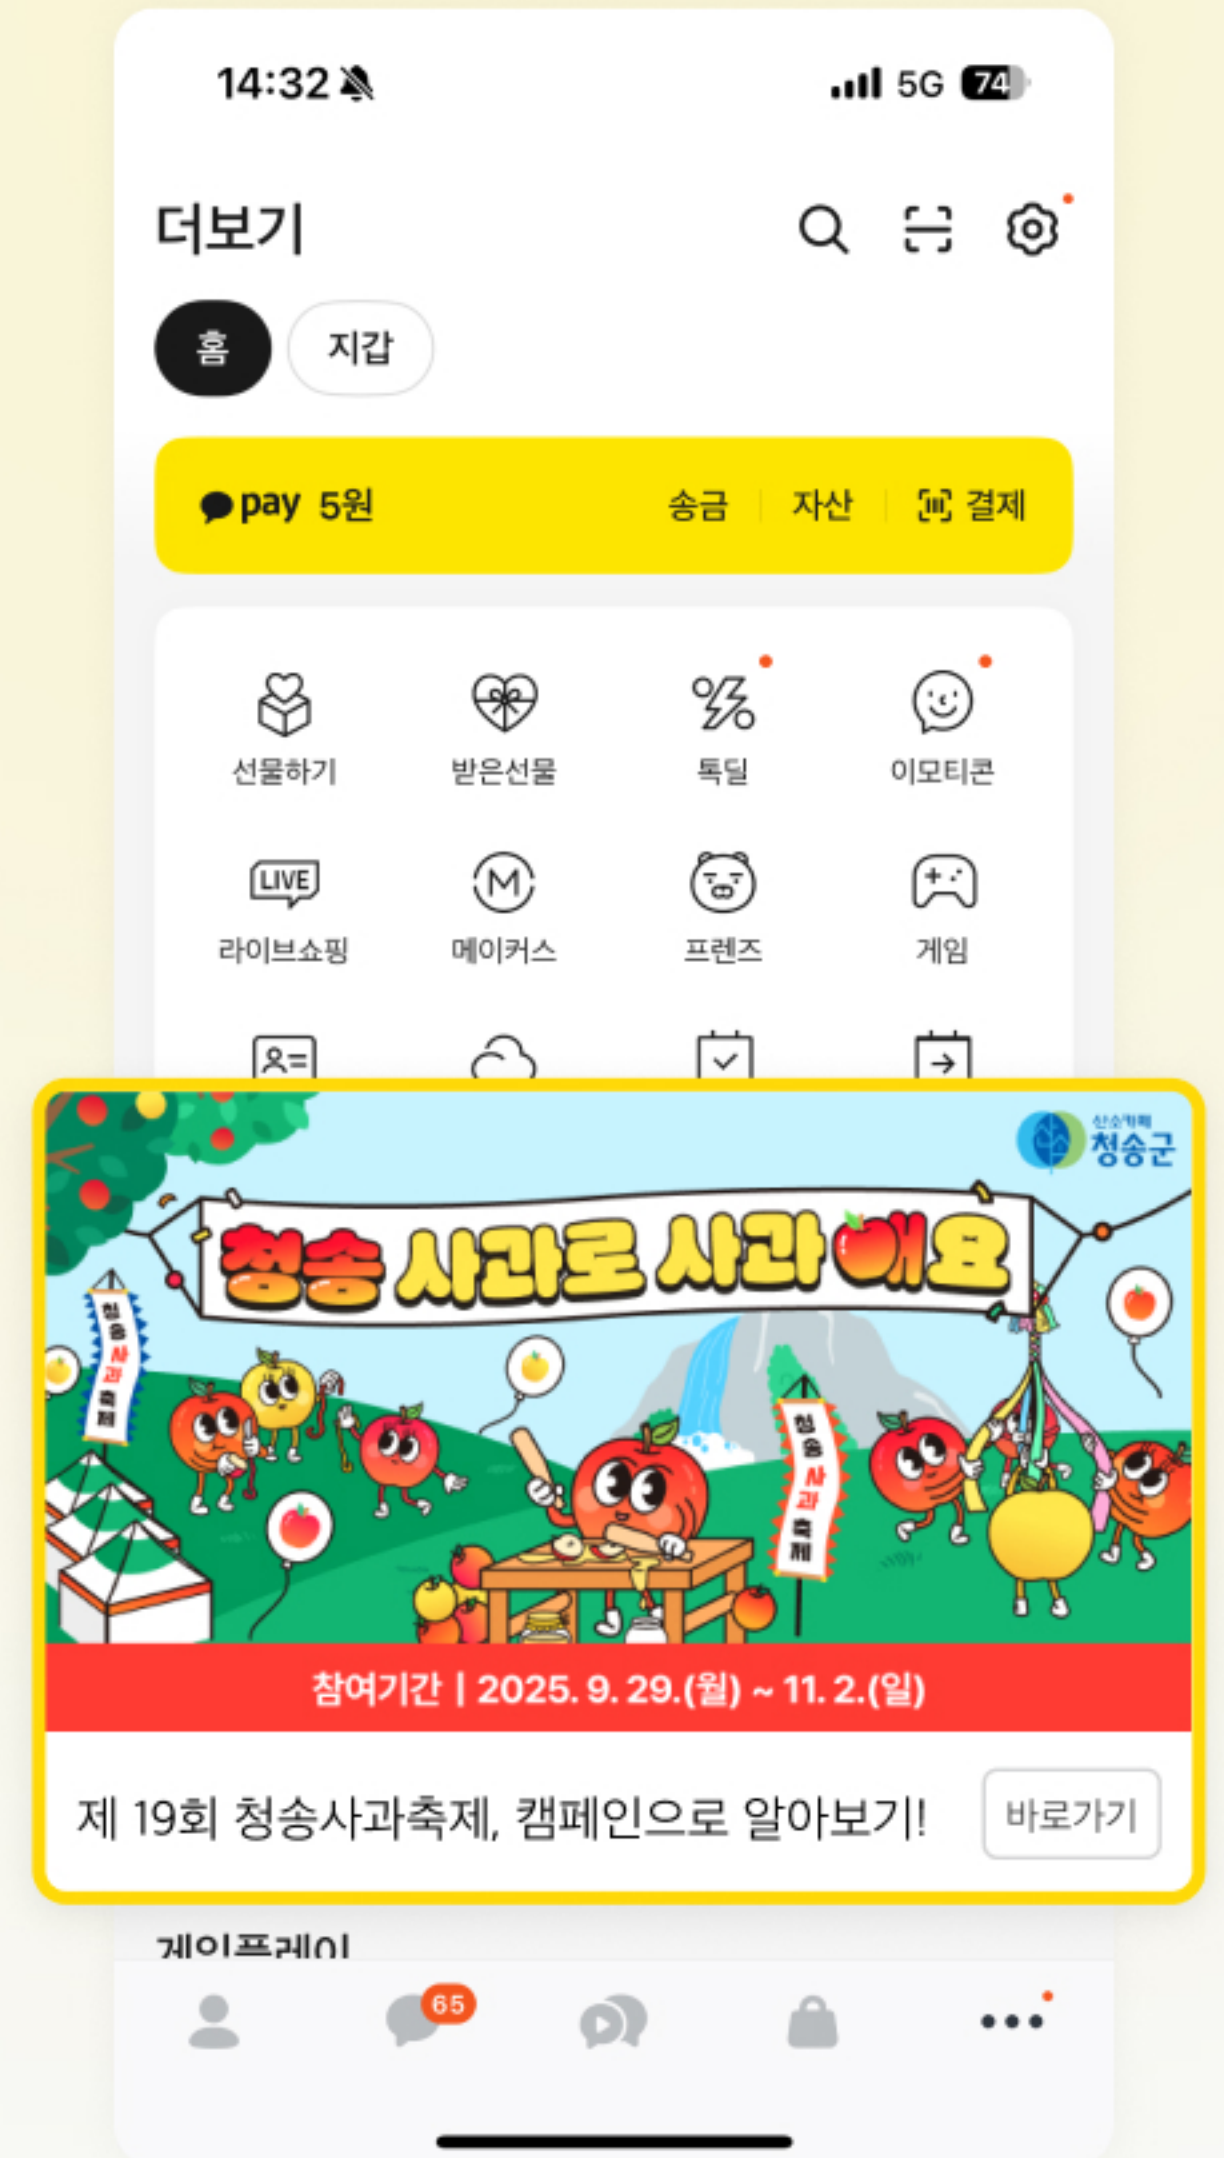 14:32 5G 74
더보기
홈 지갑
pay 5원 송금 자산 결제
선물하기 받은선물 톡딜 이모티콘
LIVE M
라이브쇼핑 메이커스 프렌즈 게임
산소카페
청송군
청송 사과로 사과해요
청송사과축제
청송사과축제
참여기간 | 2025. 9. 29.(월) ~ 11. 2.(일)
제 19회 청송사과축제, 캠페인으로 알아보기! 바로가기
65